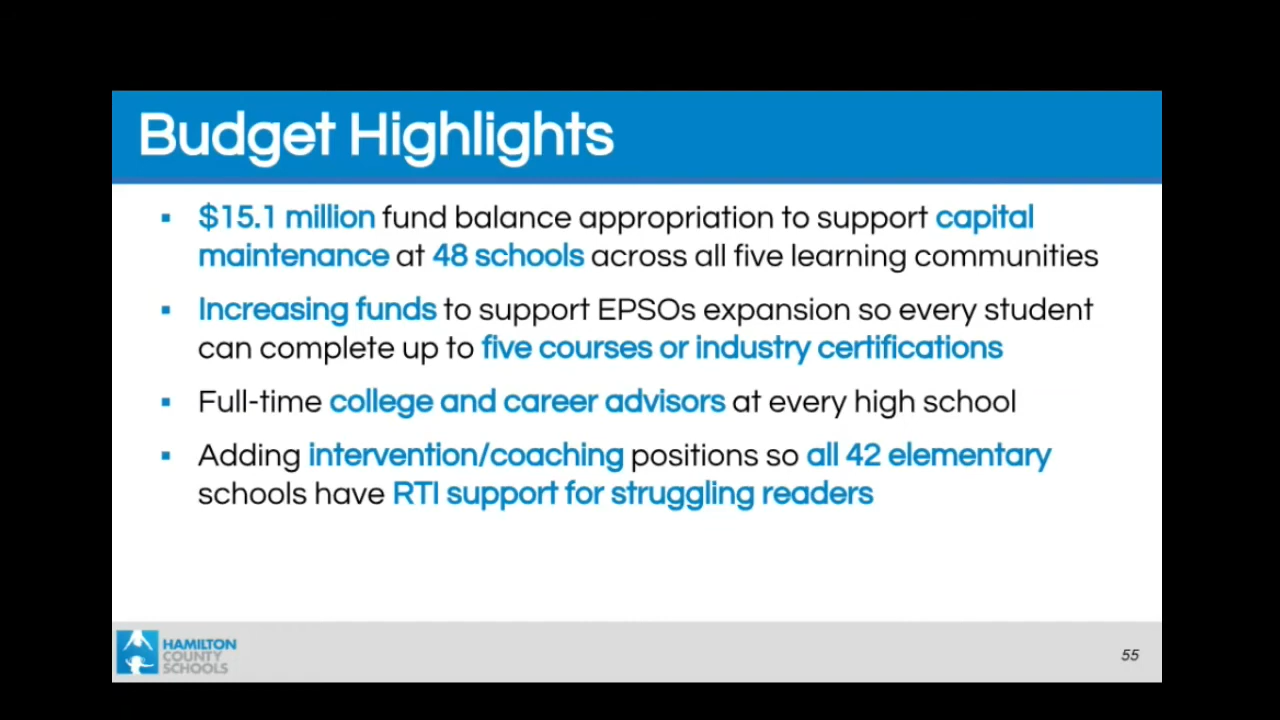 Budget Highlights
▪ $15.1 million fund balance appropriation to support capital
maintenance at 48 schools across all five learning communities
▪ Increasing funds to support EPSOs expansion so every student
can complete up to five courses or industry certifications
▪ Full-time college and career advisors at every high school
▪ Adding intervention/coaching positions so all 42 elementary
schools have RTI support for struggling readers
HAMILTON
COUNTY
SCHOOLS
55